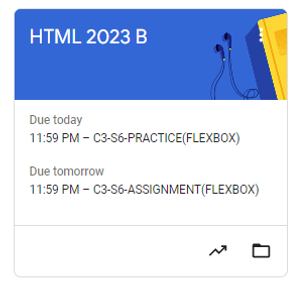 HTML 2023 B
Due today
11:59 PM – C3-S6-PRACTICE(FLEXBOX)
Due tomorrow
11:59 PM – C3-S6-ASSIGNMENT(FLEXBOX)